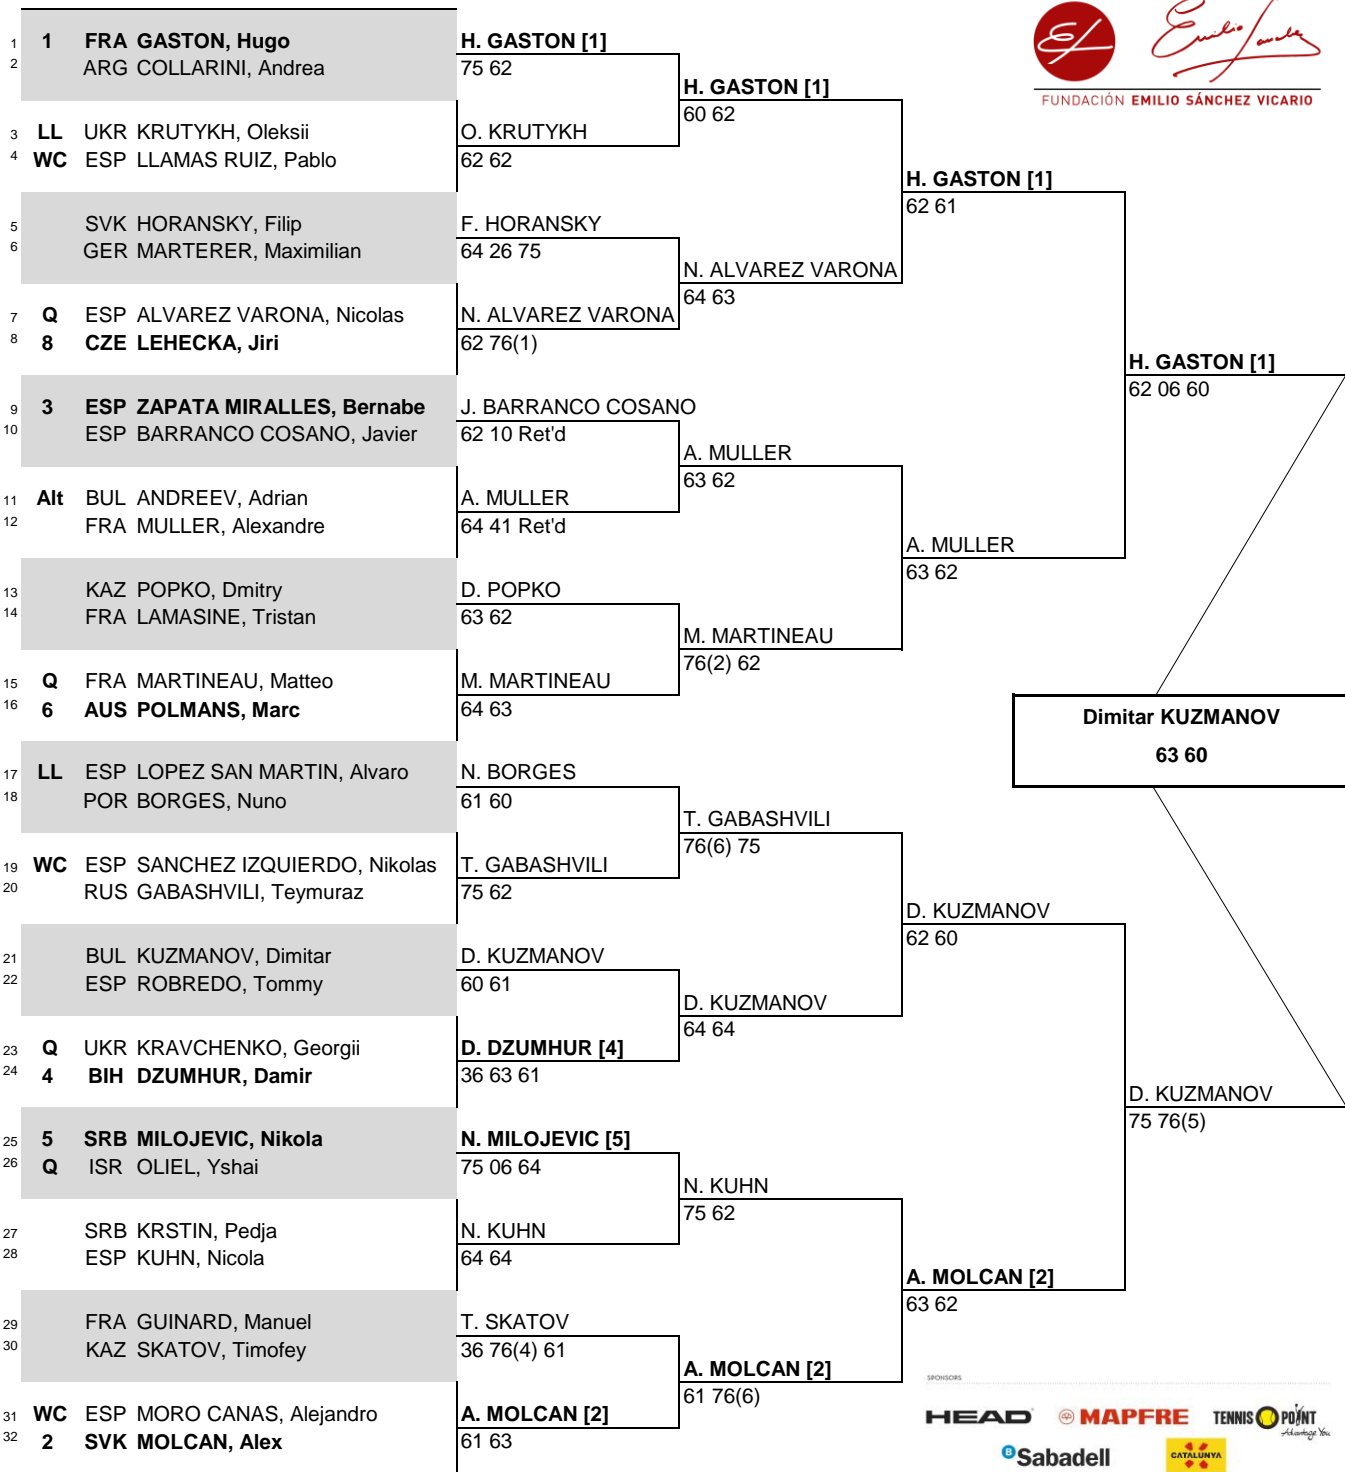 FUNDACIÓN EMILIO SÁNCHEZ VICARIO
1 1 FRA GASTON, Hugo
2 ARG COLLARINI, Andrea
3 LL UKR KRUTYKH, Oleksii
4 WC ESP LLAMAS RUIZ, Pablo
5 SVK HORANSKY, Filip
6 GER MARTERER, Maximilian
7 Q ESP ALVAREZ VARONA, Nicolas
8 8 CZE LEHECKA, Jiri
9 3 ESP ZAPATA MIRALLES, Bernabe
10 ESP BARRANCO COSANO, Javier
11 Alt BUL ANDREEV, Adrian
12 FRA MULLER, Alexandre
13 KAZ POPKO, Dmitry
14 FRA LAMASINE, Tristan
15 Q FRA MARTINEAU, Matteo
16 6 AUS POLMANS, Marc
17 LL ESP LOPEZ SAN MARTIN, Alvaro
18 POR BORGES, Nuno
19 WC ESP SANCHEZ IZQUIERDO, Nikolas
20 RUS GABASHVILI, Teymuraz
21 BUL KUZMANOV, Dimitar
22 ESP ROBREDO, Tommy
23 Q UKR KRAVCHENKO, Georgii
24 4 BIH DZUMHUR, Damir
25 5 SRB MILOJEVIC, Nikola
26 Q ISR OLIEL, Yshai
27 SRB KRSTIN, Pedja
28 ESP KUHN, Nicola
29 FRA GUINARD, Manuel
30 KAZ SKATOV, Timofey
31 WC ESP MORO CANAS, Alejandro
32 2 SVK MOLCAN, Alex
H. GASTON [1]
75 62
O. KRUTYKH
62 62
F. HORANSKY
64 26 75
N. ALVAREZ VARONA
62 76(1)
J. BARRANCO COSANO
62 10 Ret'd
A. MULLER
64 41 Ret'd
D. POPKO
63 62
M. MARTINEAU
64 63
N. BORGES
61 60
T. GABASHVILI
75 62
D. KUZMANOV
60 61
D. DZUMHUR [4]
36 63 61
N. MILOJEVIC [5]
75 06 64
N. KUHN
64 64
T. SKATOV
36 76(4) 61
A. MOLCAN [2]
61 63
H. GASTON [1]
60 62
N. ALVAREZ VARONA
64 63
A. MULLER
63 62
M. MARTINEAU
76(2) 62
T. GABASHVILI
76(6) 75
D. KUZMANOV
64 64
N. KUHN
75 62
A. MOLCAN [2]
61 76(6)
H. GASTON [1]
62 61
A. MULLER
63 62
D. KUZMANOV
62 60
A. MOLCAN [2]
63 62
H. GASTON [1]
62 06 60
D. KUZMANOV
75 76(5)
Dimitar KUZMANOV
63 60
SPONSORS
HEAD MAPFRE TENNIS POINT
Advantage You
B Sabadell CATALUNYA